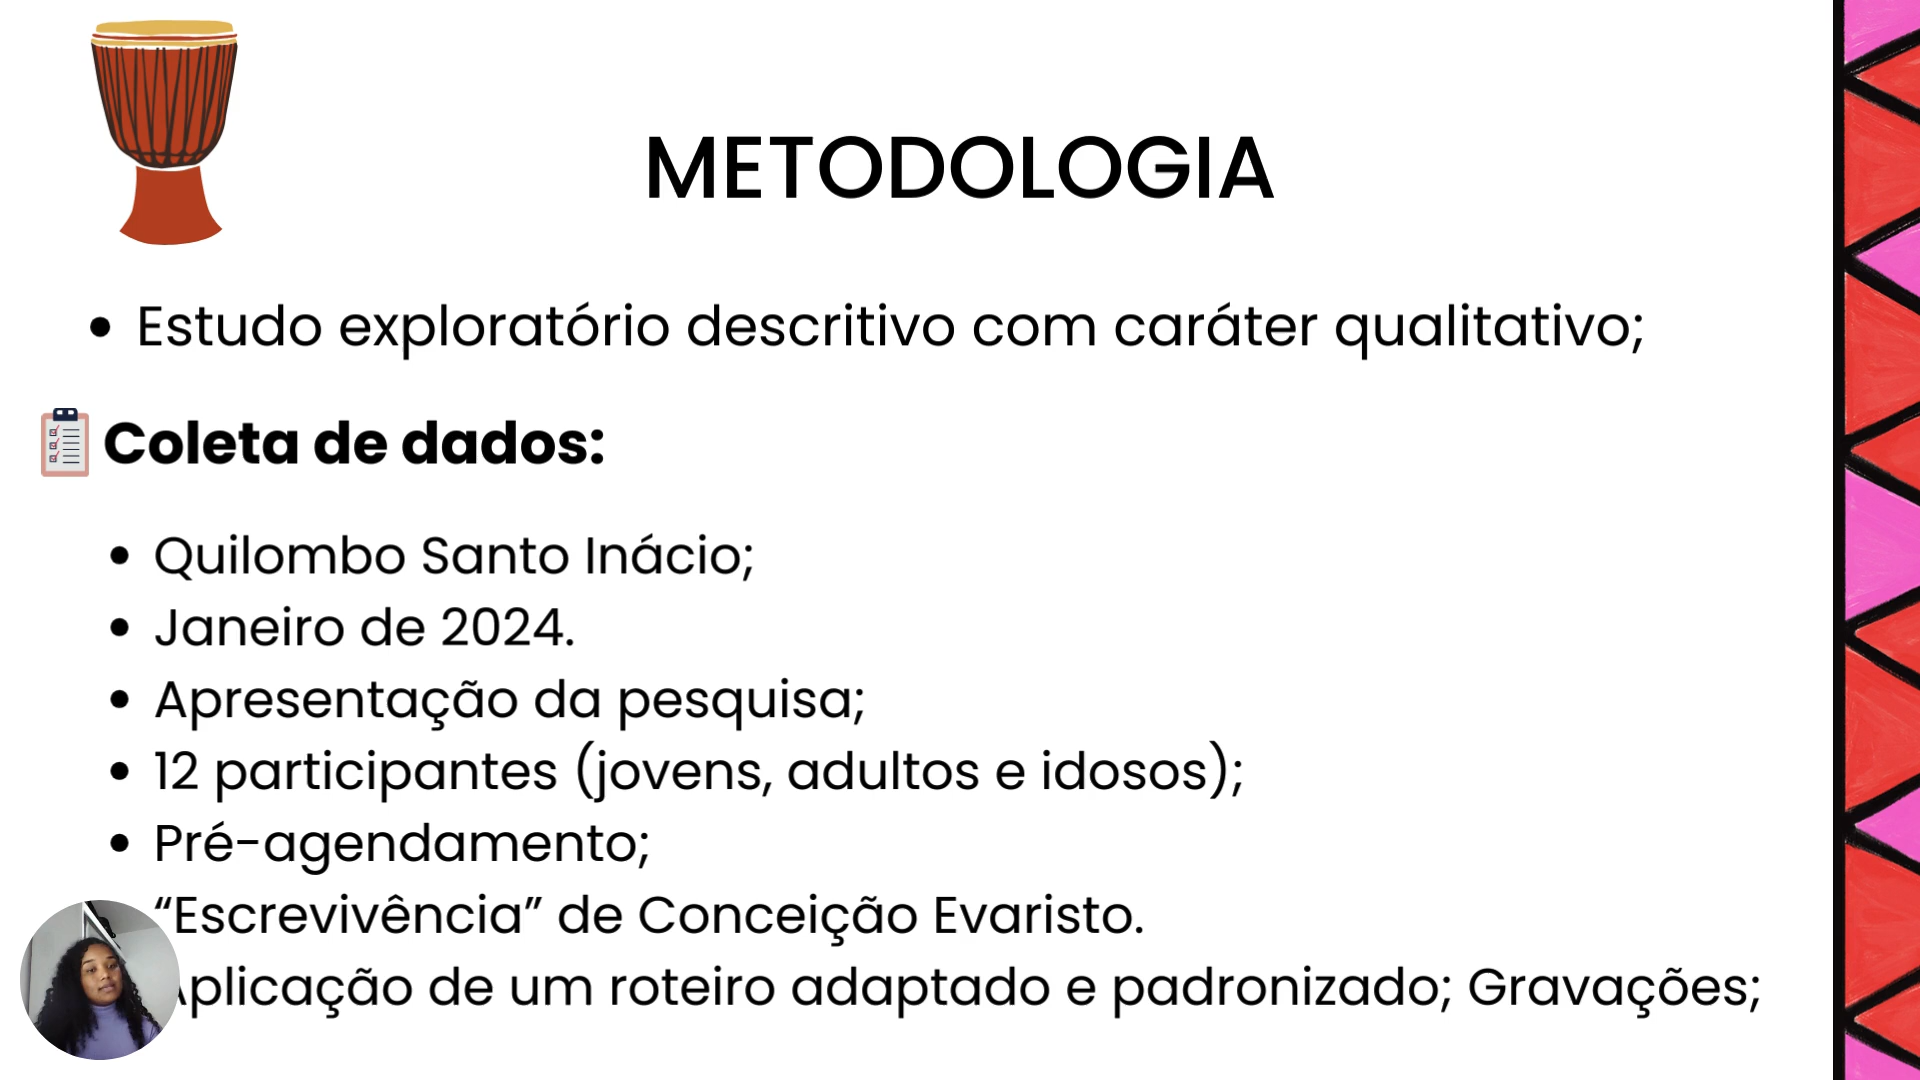 METODOLOGIA
• Estudo exploratório descritivo com caráter qualitativo;
Coleta de dados:
• Quilombo Santo Inácio;
• Janeiro de 2024.
• Apresentação da pesquisa;
• 12 participantes (jovens, adultos e idosos);
• Pré-agendamento;
“Escrevivência” de Conceição Evaristo.
Aplicação de um roteiro adaptado e padronizado; Gravações;